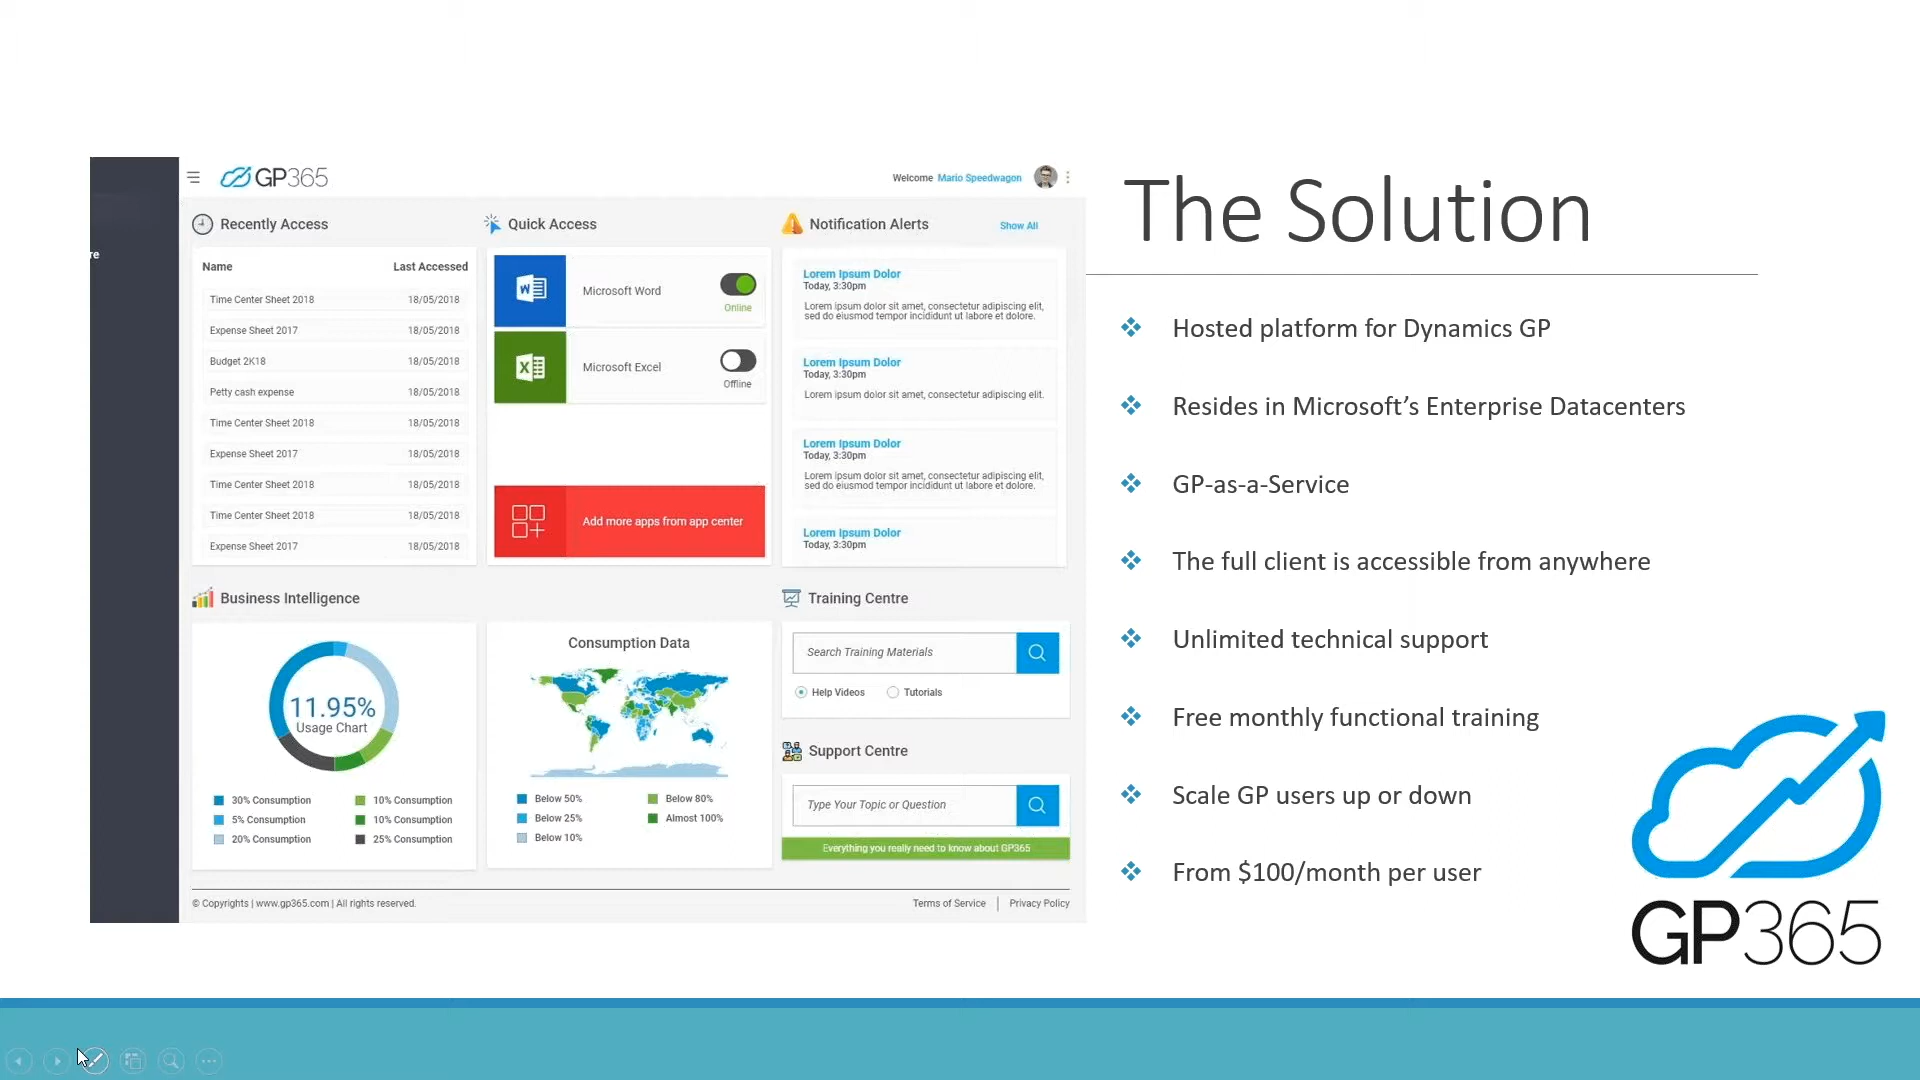 re
GP365
Welcome Mario Speedwagon
Recently Access
Name Last Accessed
Time Center Sheet 2018 18/05/2018
Expense Sheet 2017 18/05/2018
Budget 2K18 18/05/2018
Petty cash expense 18/05/2018
Time Center Sheet 2018 18/05/2018
Expense Sheet 2017 18/05/2018
Time Center Sheet 2018 18/05/2018
Time Center Sheet 2018 18/05/2018
Expense Sheet 2017 18/05/2018
Quick Access
Microsoft Word
Online
Microsoft Excel
Offline
Add more apps from app center
Notification Alerts Show All
Lorem Ipsum Dolor
Today, 3:30pm
Lorem ipsum dolor sit amet, consectetur adipiscing elit,
sed do eiusmod tempor incididunt ut labore et dolore.
Lorem Ipsum Dolor
Today, 3:30pm
Lorem ipsum dolor sit amet, consectetur adipiscing elit.
Lorem Ipsum Dolor
Today, 3:30pm
Lorem ipsum dolor sit amet, consectetur adipiscing elit,
sed do eiusmod tempor incididunt ut labore et dolore.
Lorem Ipsum Dolor
Today, 3:30pm
Business Intelligence
11.95%
Usage Chart
30% Consumption 10% Consumption
5% Consumption 10% Consumption
20% Consumption 25% Consumption
Consumption Data
Below 50% Below 80%
Below 25% Almost 100%
Below 10%
Training Centre
Search Training Materials
Help Videos Tutorials
Support Centre
Type Your Topic or Question
Everything you really need to know about GP365
© Copyrights | www.gp365.com | All rights reserved.
Terms of Service | Privacy Policy
The Solution
Hosted platform for Dynamics GP
Resides in Microsoft’s Enterprise Datacenters
GP-as-a-Service
The full client is accessible from anywhere
Unlimited technical support
Free monthly functional training
Scale GP users up or down
From $100/month per user
GP365